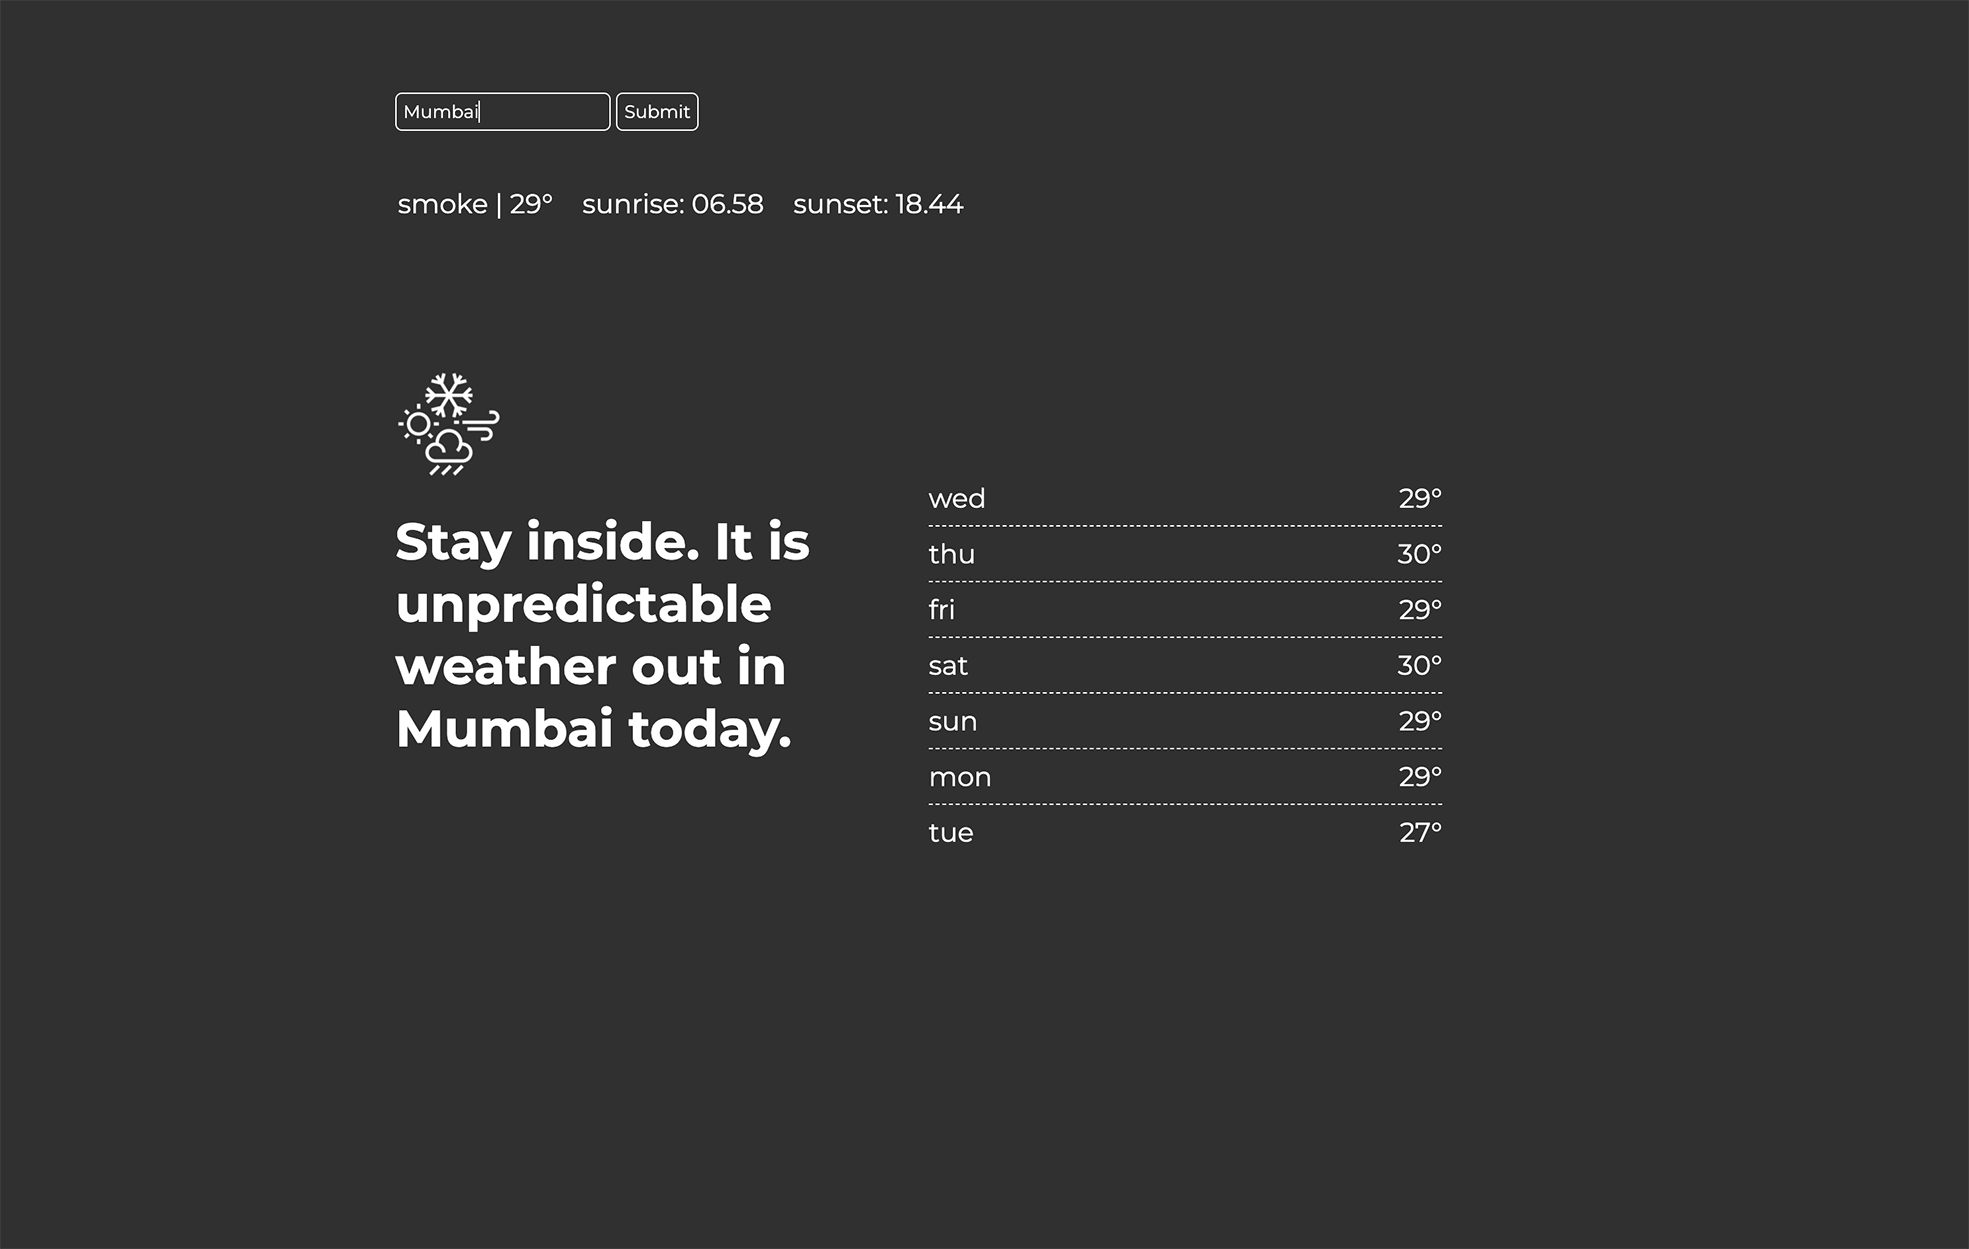 Mumbai Submit
smoke | 29° sunrise: 06.58 sunset: 18.44
Stay inside. It is
unpredictable
weather out in
Mumbai today.
wed 29°
thu 30°
fri 29°
sat 30°
sun 29°
mon 29°
tue 27°